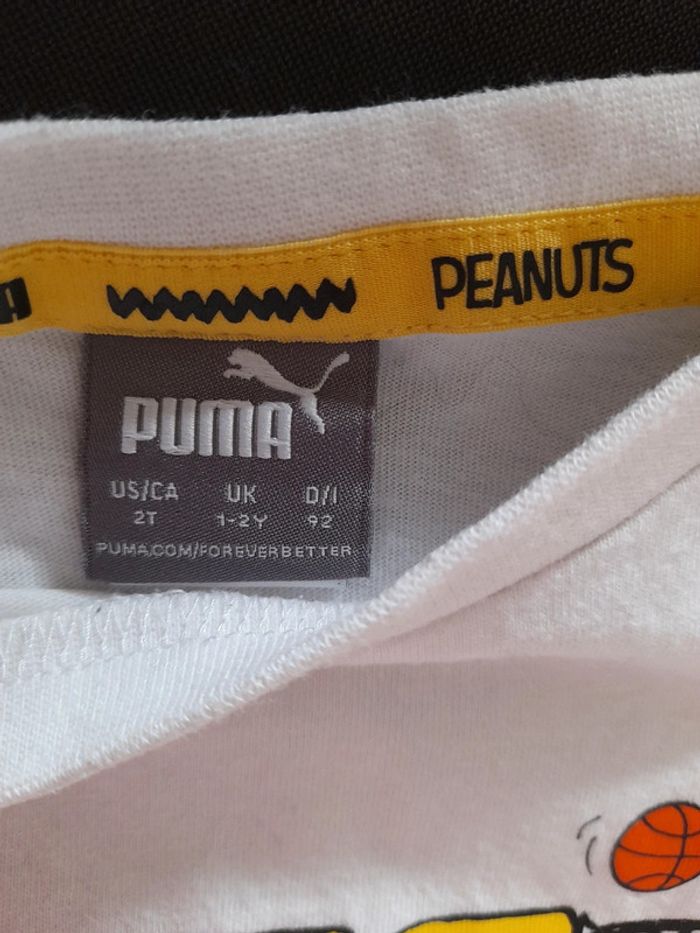 PEANUTS
PUMA
US/CA UK D/I
2T 1-2Y 92
PUMA.COM/FOREVERBETTER